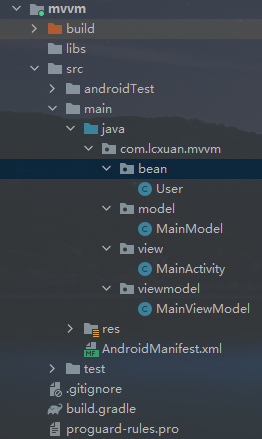 mvvm
build
libs
src
androidTest
main
java
com.lcxuan.mvvm
bean
User
model
MainModel
view
MainActivity
viewmodel
MainViewModel
res
AndroidManifest.xml
test
.gitignore
build.gradle
proguard-rules.pro